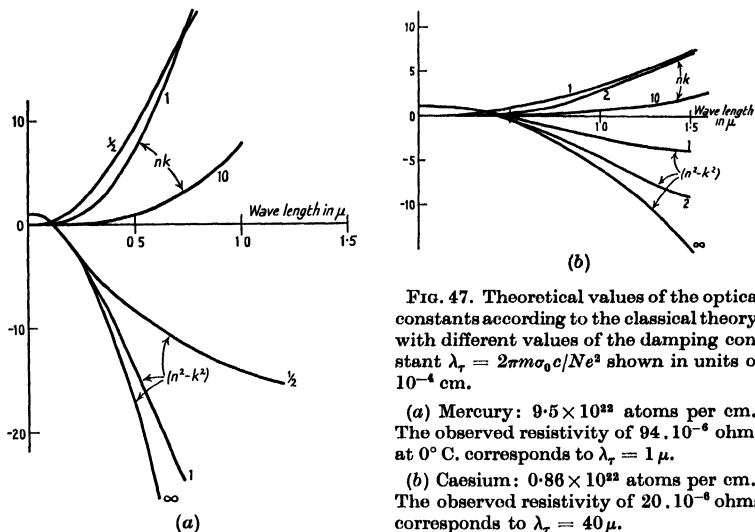 10
0
-10
-20
½
1
nk
10
Wave length in μ
0·5
1·0
1·5
(n²-k²)
½
1
∞
(a)
10
5
0
-5
-10
1
2
nk
10
Wave length
in μ
1·0
1·5
1
(n²-k²)
2
∞
(b)
FIG. 47. Theoretical values of the optica
constants according to the classical theory
with different values of the damping con
stant λτ = 2πmσ₀c/Ne² shown in units o
10⁻⁴ cm.
(a) Mercury: 9·5×10²² atoms per cm.
The observed resistivity of 94.10⁻⁶ ohm
at 0° C. corresponds to λτ = 1μ.
(b) Caesium: 0·86×10²² atoms per cm.
The observed resistivity of 20.10⁻⁶ ohm
corresponds to λτ = 40μ.